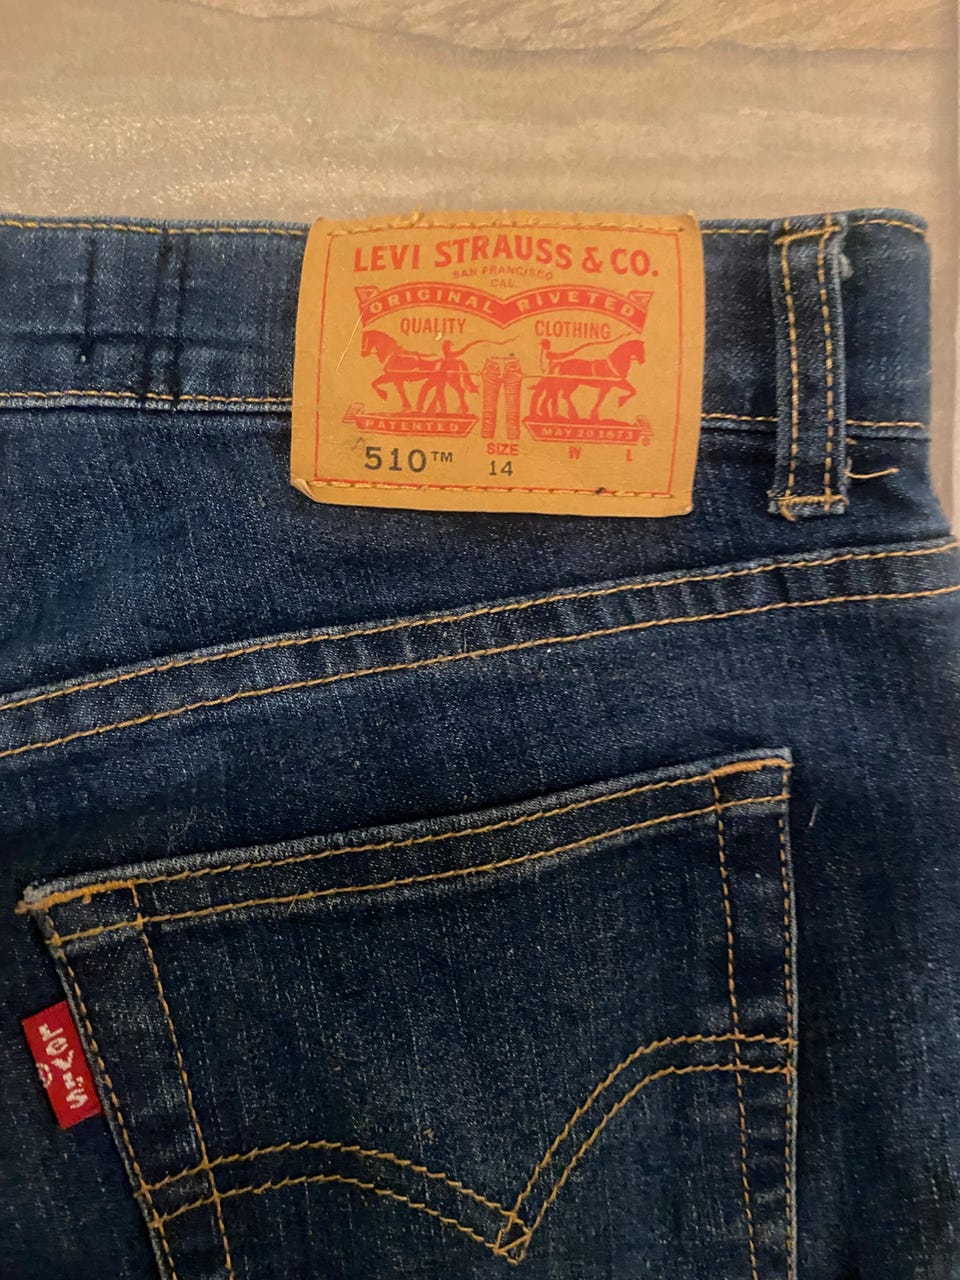 LEVI STRAUSS & CO.
SAN FRANCISCO
CAL.
ORIGINAL RIVETED
QUALITY CLOTHING
PATENTED MAY 20 1873
510™ SIZE W L
14
LEVI'S